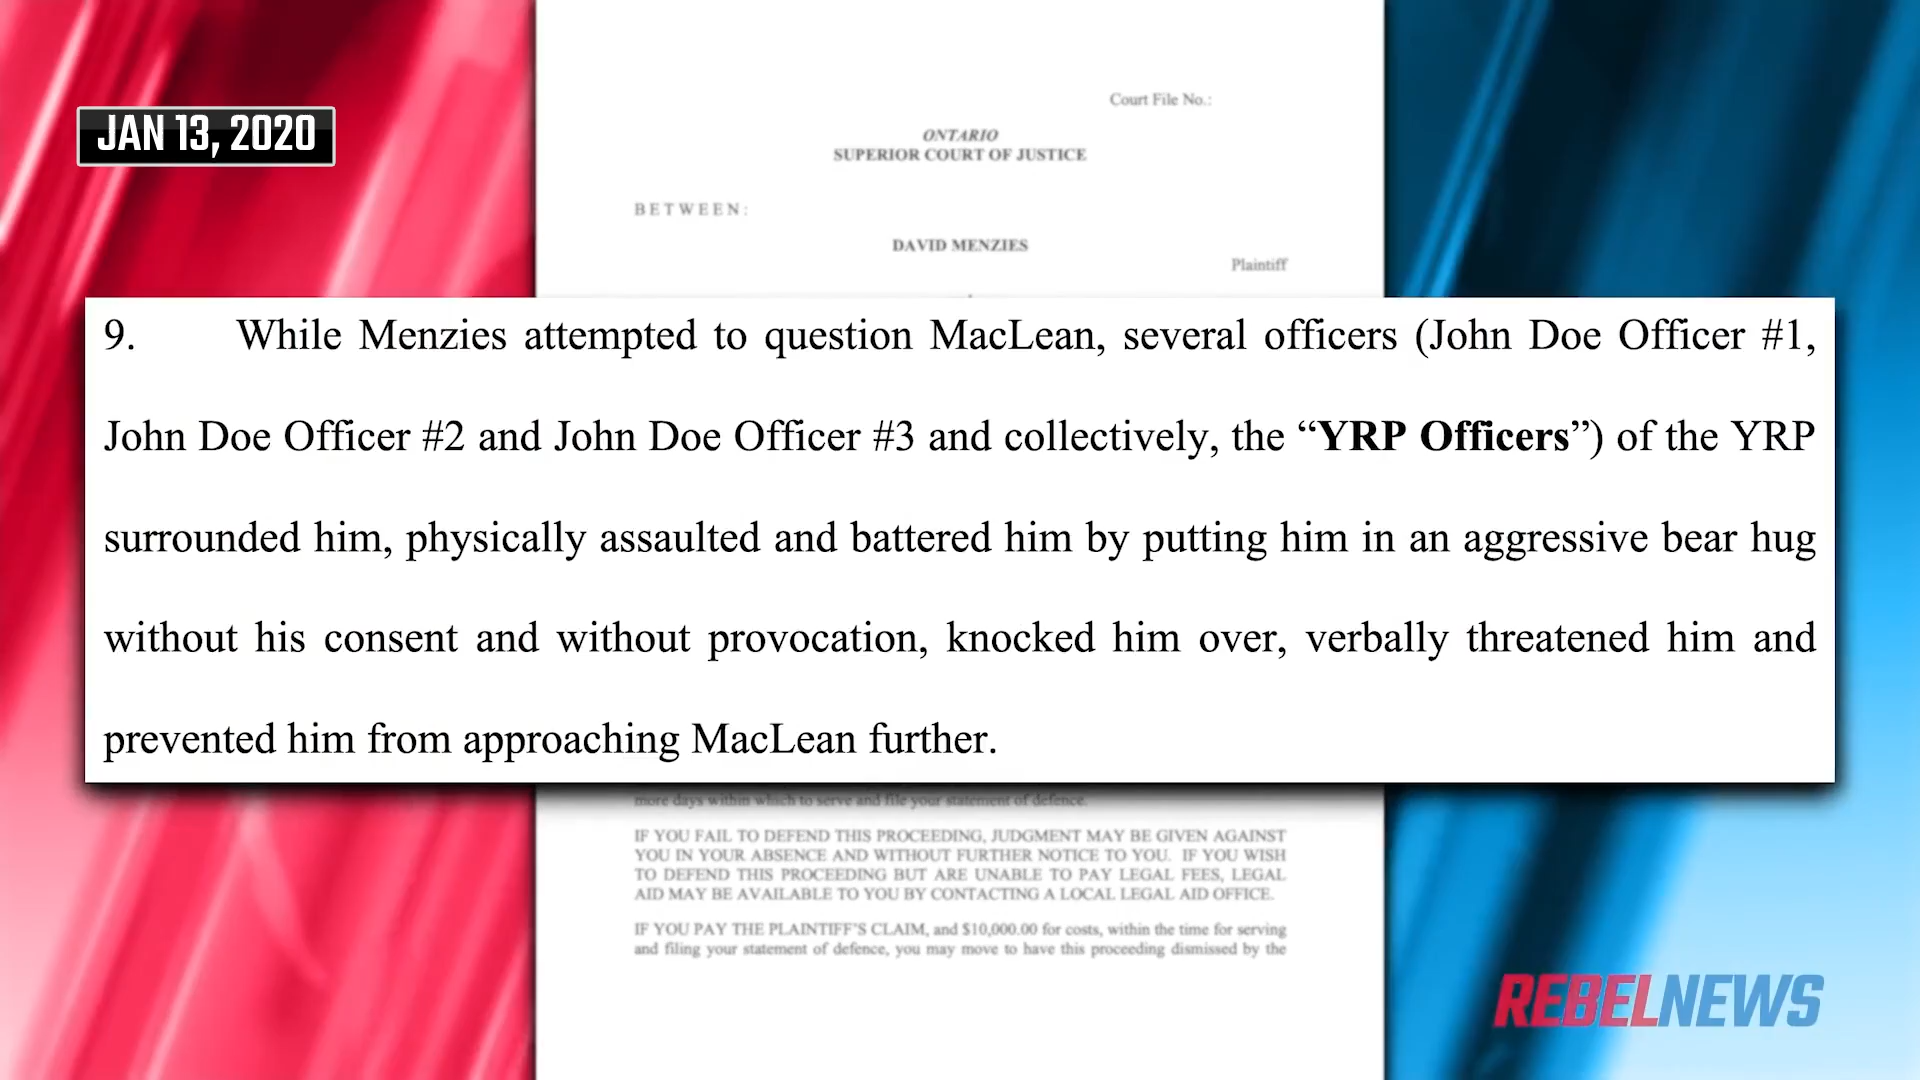 JAN 13, 2020
Court File No.:
ONTARIO
SUPERIOR COURT OF JUSTICE
B E T W E E N :
DAVID MENZIES
Plaintiff
9. While Menzies attempted to question MacLean, several officers (John Doe Officer #1,
John Doe Officer #2 and John Doe Officer #3 and collectively, the “YRP Officers”) of the YRP
surrounded him, physically assaulted and battered him by putting him in an aggressive bear hug
without his consent and without provocation, knocked him over, verbally threatened him and
prevented him from approaching MacLean further.
more days within which to serve and file your statement of defence.
IF YOU FAIL TO DEFEND THIS PROCEEDING, JUDGMENT MAY BE GIVEN AGAINST
YOU IN YOUR ABSENCE AND WITHOUT FURTHER NOTICE TO YOU. IF YOU WISH
TO DEFEND THIS PROCEEDING BUT ARE UNABLE TO PAY LEGAL FEES, LEGAL
AID MAY BE AVAILABLE TO YOU BY CONTACTING A LOCAL LEGAL AID OFFICE.
IF YOU PAY THE PLAINTIFF'S CLAIM, and $10,000.00 for costs, within the time for serving
and filing your statement of defence, you may move to have this proceeding dismissed by the
REBELNEWS